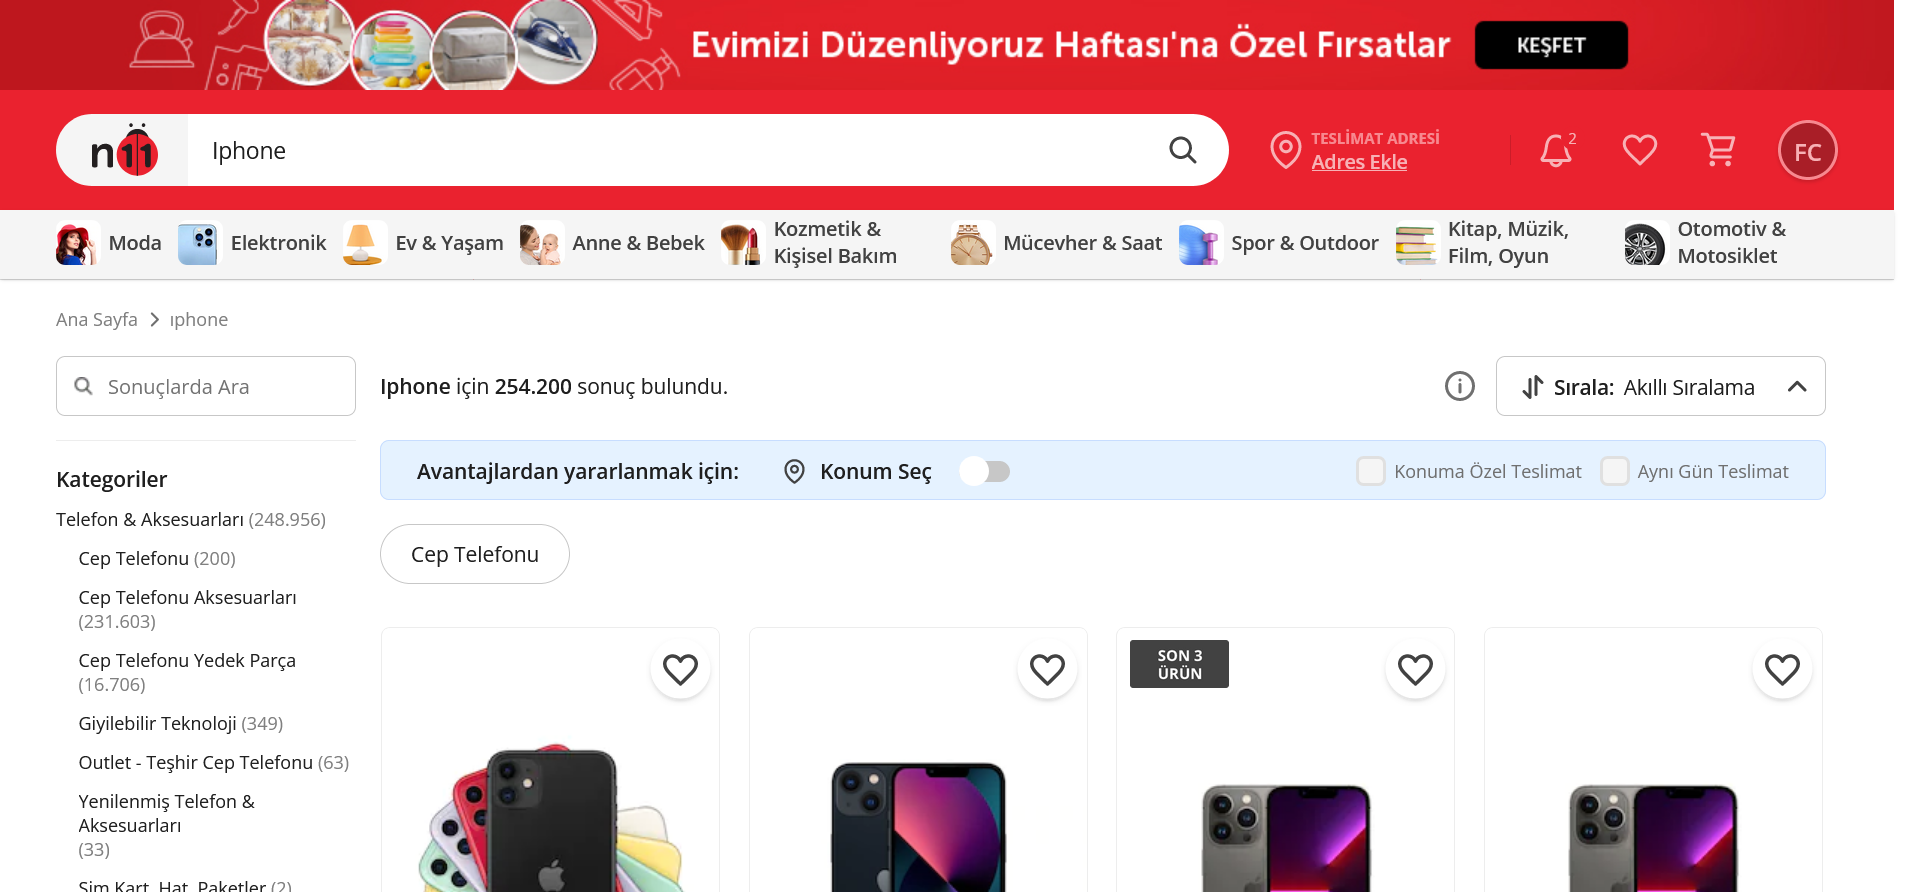 Evimizi Düzenliyoruz Haftası'na Özel Fırsatlar
KEŞFET
n11
Iphone
TESLİMAT ADRESİ
Adres Ekle
2
FC
Moda
Elektronik
Ev & Yaşam
Anne & Bebek
Kozmetik &
Kişisel Bakım
Mücevher & Saat
Spor & Outdoor
Kitap, Müzik,
Film, Oyun
Otomotiv &
Motosiklet
Ana Sayfa
ıphone
Sonuçlarda Ara
Iphone için 254.200 sonuç bulundu.
Sırala: Akıllı Sıralama
Kategoriler
Telefon & Aksesuarları (248.956)
Cep Telefonu (200)
Cep Telefonu Aksesuarları
(231.603)
Cep Telefonu Yedek Parça
(16.706)
Giyilebilir Teknoloji (349)
Outlet - Teşhir Cep Telefonu (63)
Yenilenmiş Telefon &
Aksesuarları
(33)
Sim Kart, Hat, Paketler (2)
Avantajlardan yararlanmak için:
Konum Seç
Konuma Özel Teslimat
Aynı Gün Teslimat
Cep Telefonu
SON 3
ÜRÜN